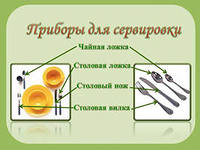 Приборы для сервировки
Чайная ложка
Столовая ложка
Столовый нож
Столовая вилка